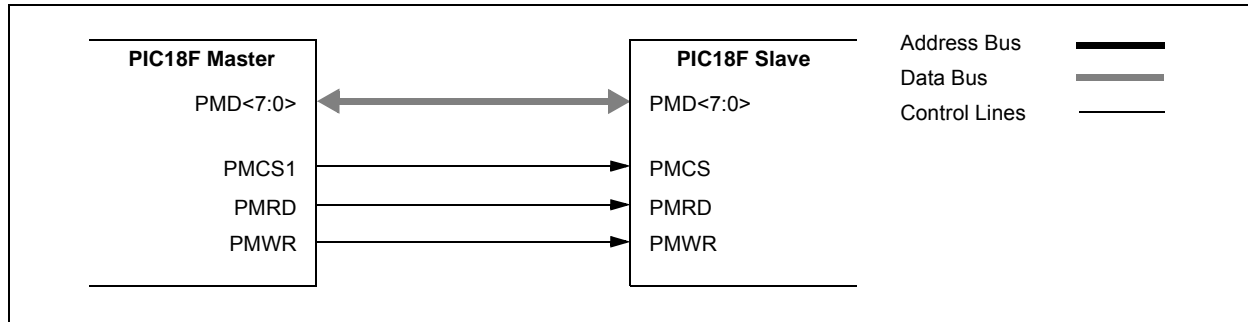 PIC18F Master
PMD<7:0>
PMCS1
PMRD
PMWR
PIC18F Slave
PMD<7:0>
PMCS
PMRD
PMWR
Address Bus
Data Bus
Control Lines